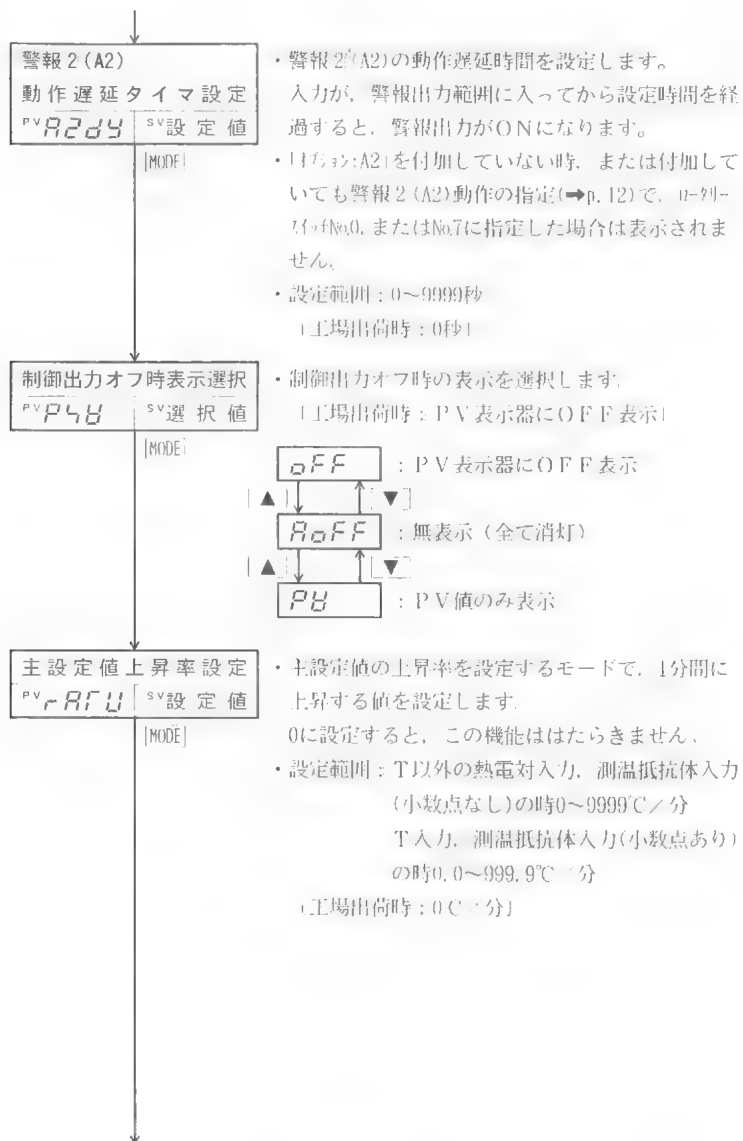 警報2(A2)
動作遅延タイマ設定
PV A2dy SV設定値
MODE
・警報2(A2)の動作遅延時間を設定します。
入力が，警報出力範囲に入ってから設定時間を経
過すると，警報出力がONになります。
・「オプション:A2」を付加していない時，または付加して
いても警報2(A2)動作の指定(➡p.12)で，ロータリー
スイッチNo.0，またはNo.7に指定した場合は表示されま
せん。
・設定範囲：0～9999秒
「工場出荷時：0秒」
制御出力オフ時表示選択
PV 選択値
MODE
・制御出力オフ時の表示を選択します。
「工場出荷時：PV表示器にOFF表示」
oFF ：PV表示器にOFF表示
▲ ▼
AoFF ：無表示（全て消灯）
▲ ▼
PV ：PV値のみ表示
主設定値上昇率設定
PV rATU SV設定値
MODE
・主設定値の上昇率を設定するモードで，1分間に
上昇する値を設定します。
0に設定すると，この機能ははたらきません。
・設定範囲：T以外の熱電対入力，測温抵抗体入力
(小数点なし)の時0～9999℃／分
T入力，測温抵抗体入力(小数点あり)
の時0.0～999.9℃／分
「工場出荷時：0℃／分」